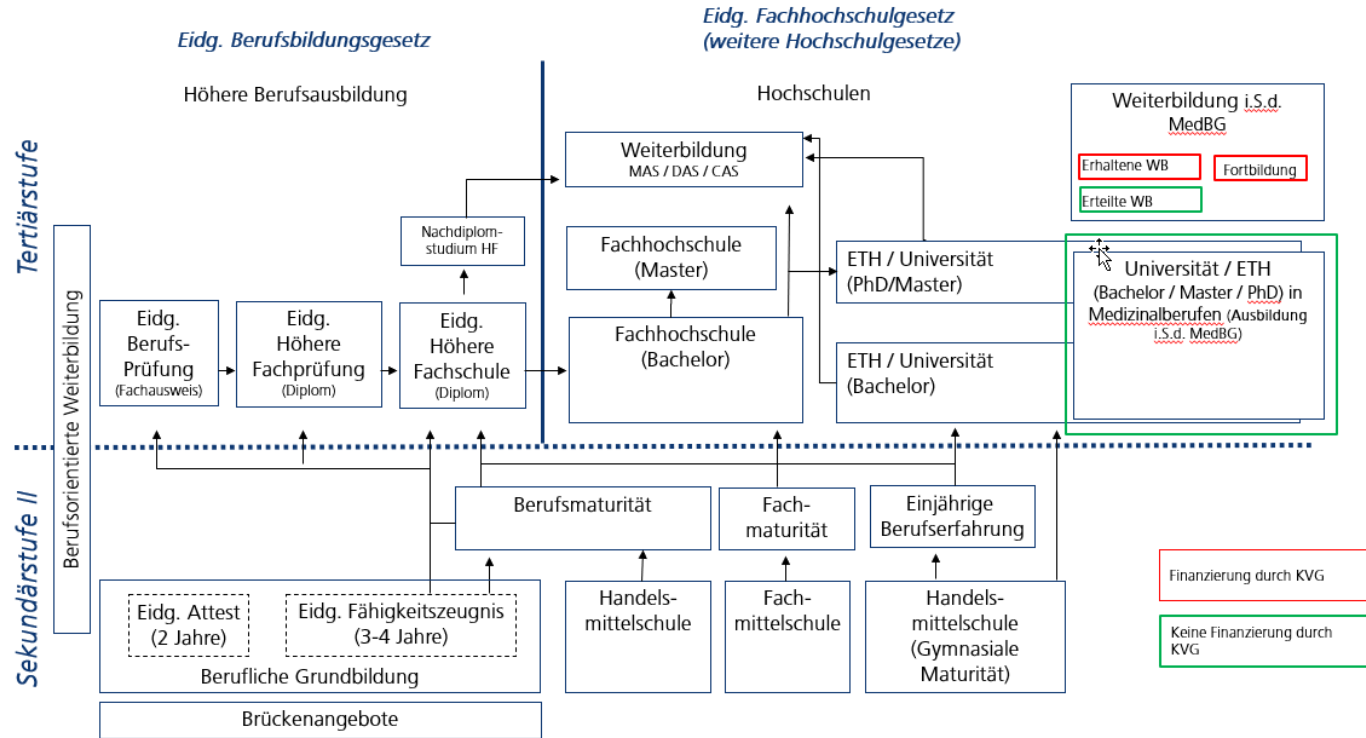 Eidg. Berufsbildungsgesetz
Eidg. Fachhochschulgesetz
(weitere Hochschulgesetze)
Tertiärstufe
Höhere Berufsausbildung
Hochschulen
Weiterbildung i.S.d.
MedBG
Erhaltene WB
Fortbildung
Erteilte WB
Weiterbildung
MAS / DAS / CAS
Nachdiplom-
studium HF
Fachhochschule
(Master)
ETH / Universität
(PhD/Master)
Universität / ETH
(Bachelor / Master / PhD) in
Medizinalberufen (Ausbildung
i.S.d. MedBG)
Berufsorientierte Weiterbildung
Eidg.
Berufs-
Prüfung
(Fachausweis)
Eidg.
Höhere
Fachprüfung
(Diplom)
Eidg.
Höhere
Fachschule
(Diplom)
Fachhochschule
(Bachelor)
ETH / Universität
(Bachelor)
Sekundärstufe II
Berufsmaturität
Fach-
maturität
Einjährige
Berufserfahrung
Eidg. Attest
(2 Jahre)
Eidg. Fähigkeitszeugnis
(3-4 Jahre)
Berufliche Grundbildung
Handels-
mittelschule
Fach-
mittelschule
Handels-
mittelschule
(Gymnasiale
Maturität)
Finanzierung durch KVG
Keine Finanzierung durch
KVG
Brückenangebote